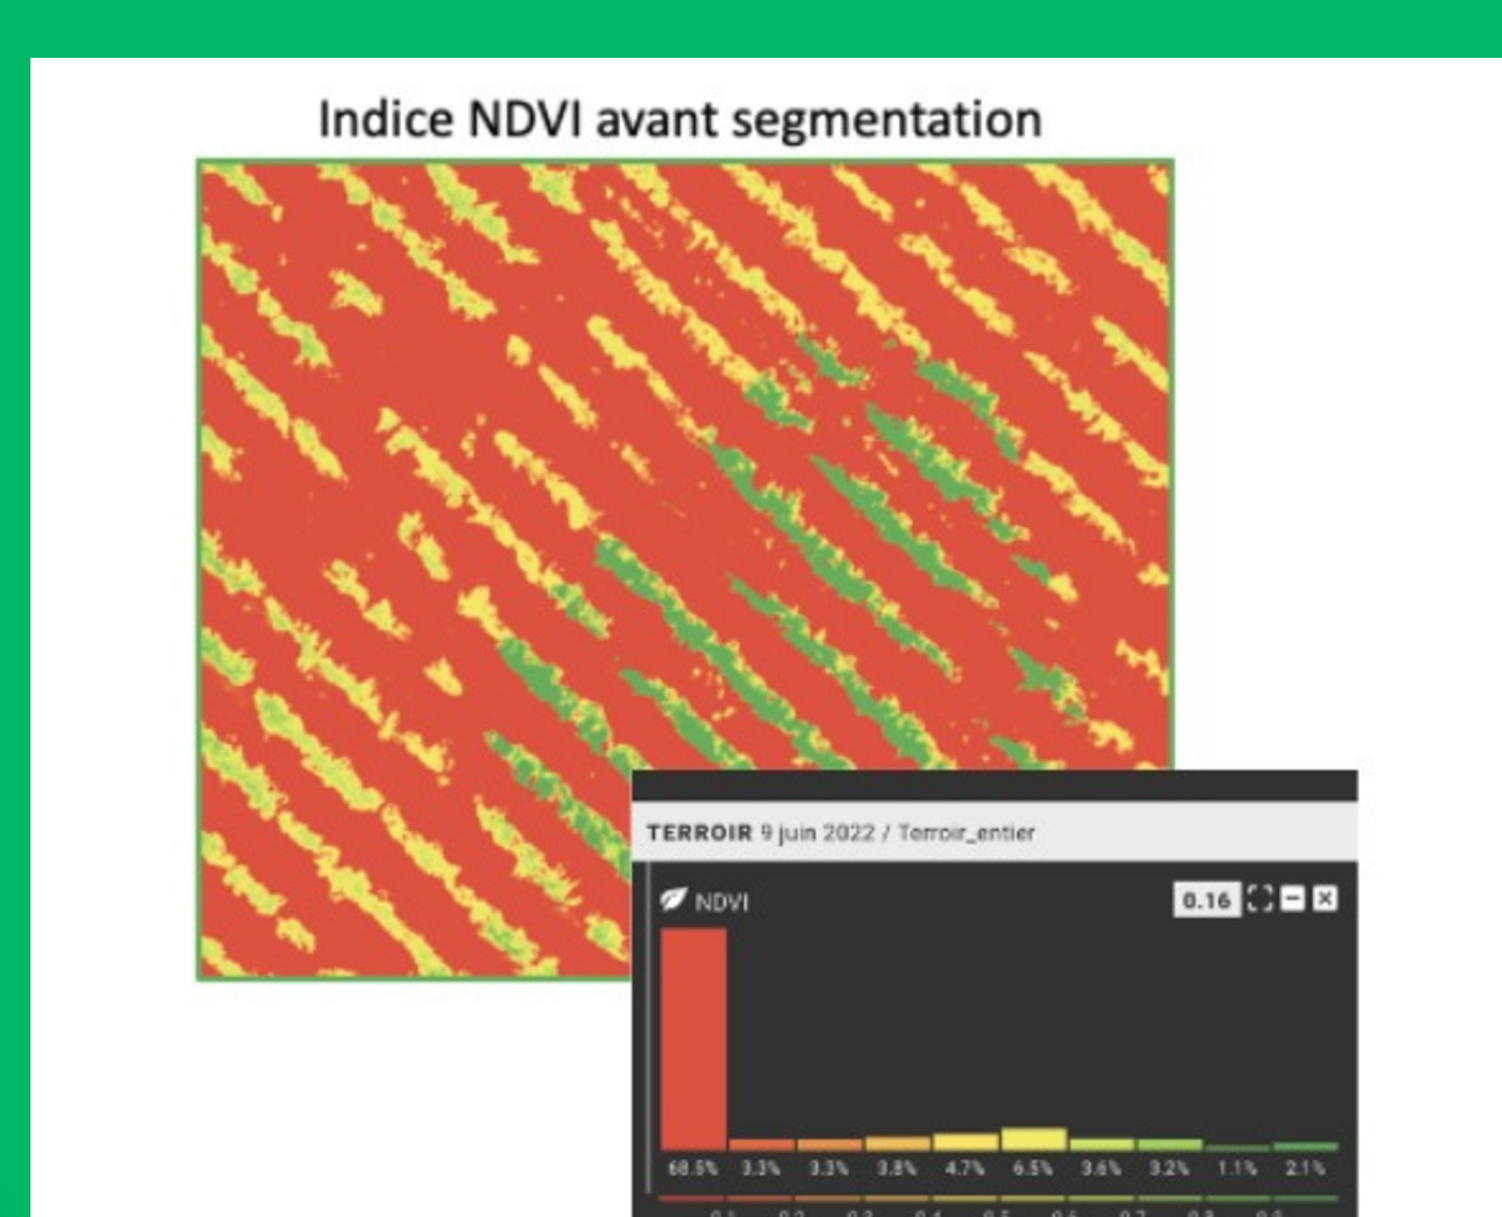 Indice NDVI avant segmentation
TERROIR 9 juin 2022 / Terroir_entier
NDVI
0.16
68.5% 3.3% 3.3% 3.8% 4.7% 6.5% 3.6% 3.2% 1.1% 2.1%